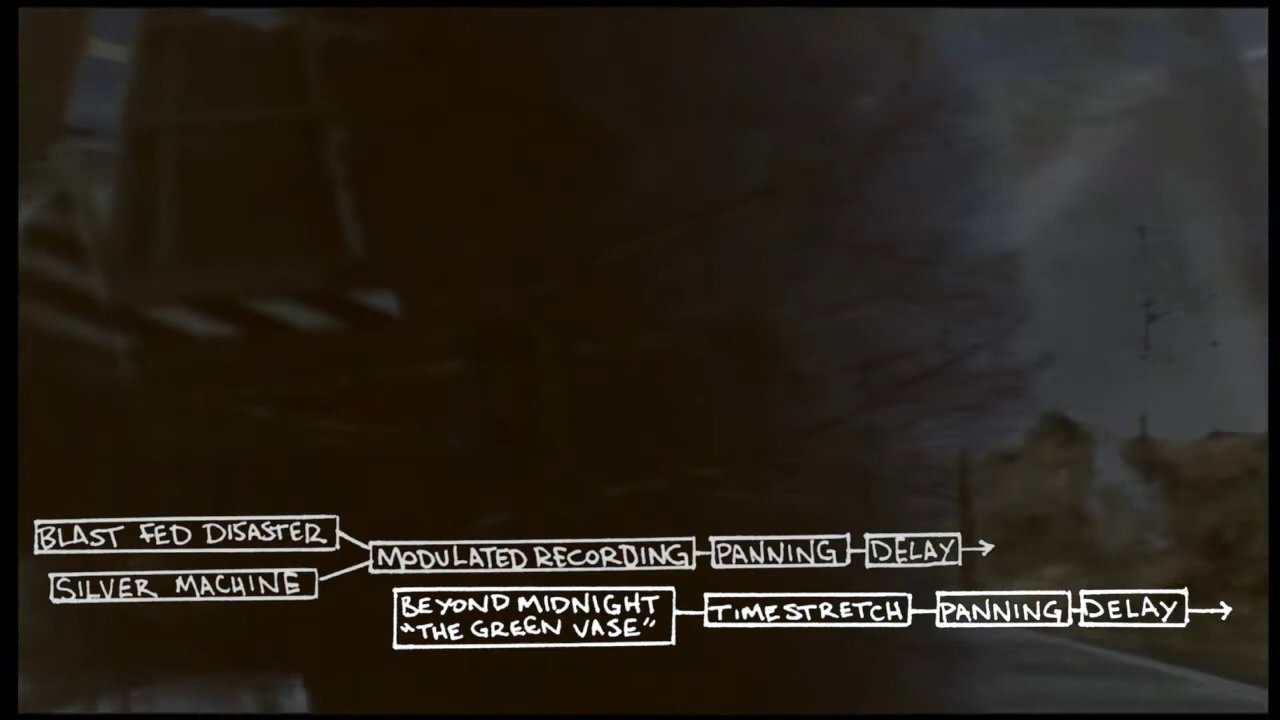 BLAST FED DISASTER
SILVER MACHINE
MODULATED RECORDING
PANNING
DELAY
BEYOND MIDNIGHT
"THE GREEN VASE"
TIMESTRETCH
PANNING
DELAY